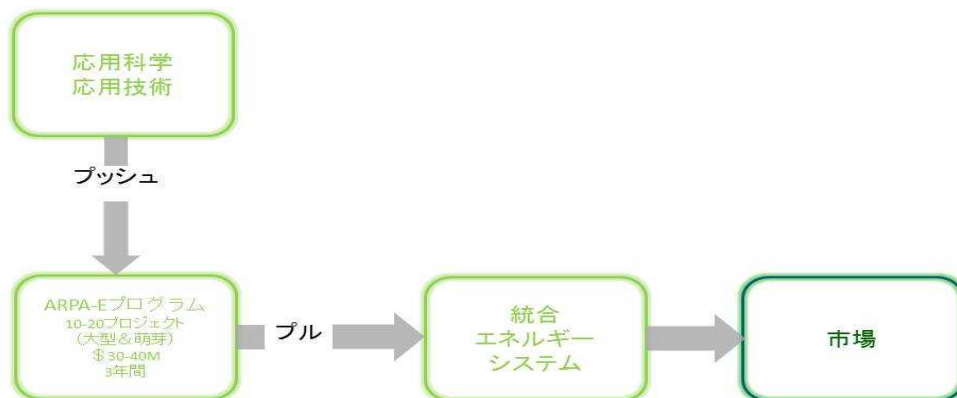 応用科学
応用技術
プッシュ
ARPA-Eプログラム
10-20プロジェクト
(大型&萌芽)
$30-40M
3年間
プル
統合
エネルギー
システム
市場